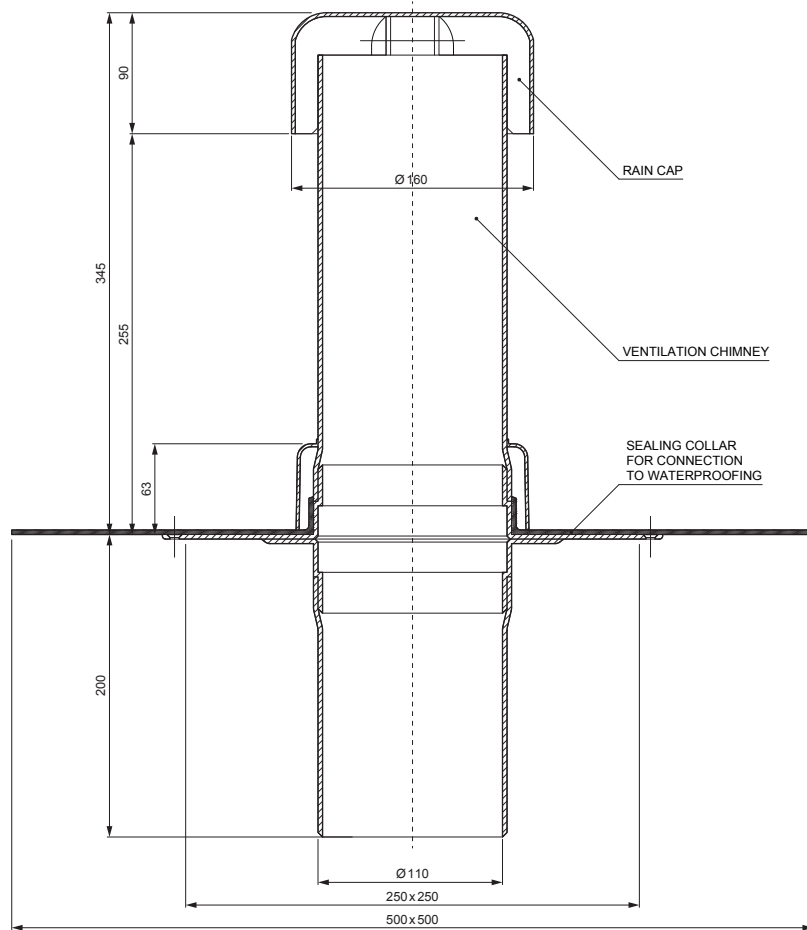 90
Ø 160
RAIN CAP
345
255
VENTILATION CHIMNEY
SEALING COLLAR
FOR CONNECTION
TO WATERPROOFING
63
200
Ø 110
250 x 250
500 x 500